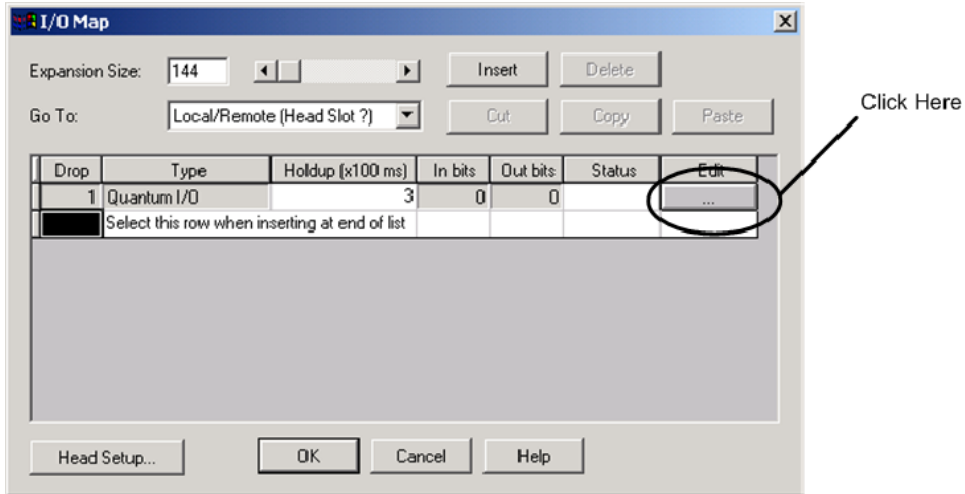 I/O Map
Expansion Size: 144 Insert Delete
Go To: Local/Remote (Head Slot ?) Cut Copy Paste
Click Here
Drop Type Holdup (x100 ms) In bits Out bits Status Edit
1 Quantum I/O 3 0 0 ...
Select this row when inserting at end of list
Head Setup... OK Cancel Help